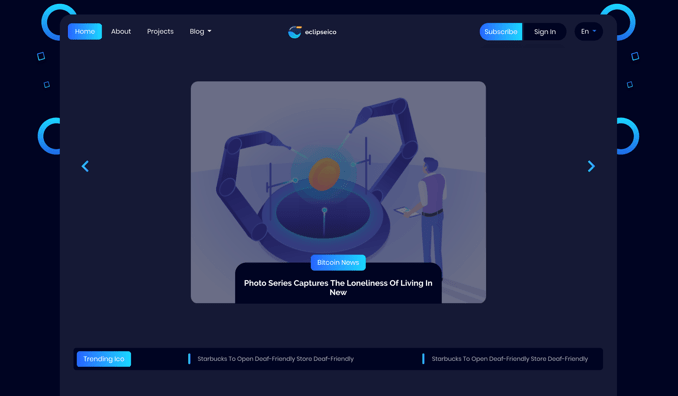 Home About Projects Blog eclipseico Subscribe Sign In En
Bitcoin News
Photo Series Captures The Loneliness Of Living In
New
Trending Ico Starbucks To Open Deaf-Friendly Store Deaf-Friendly Starbucks To Open Deaf-Friendly Store Deaf-Friendly